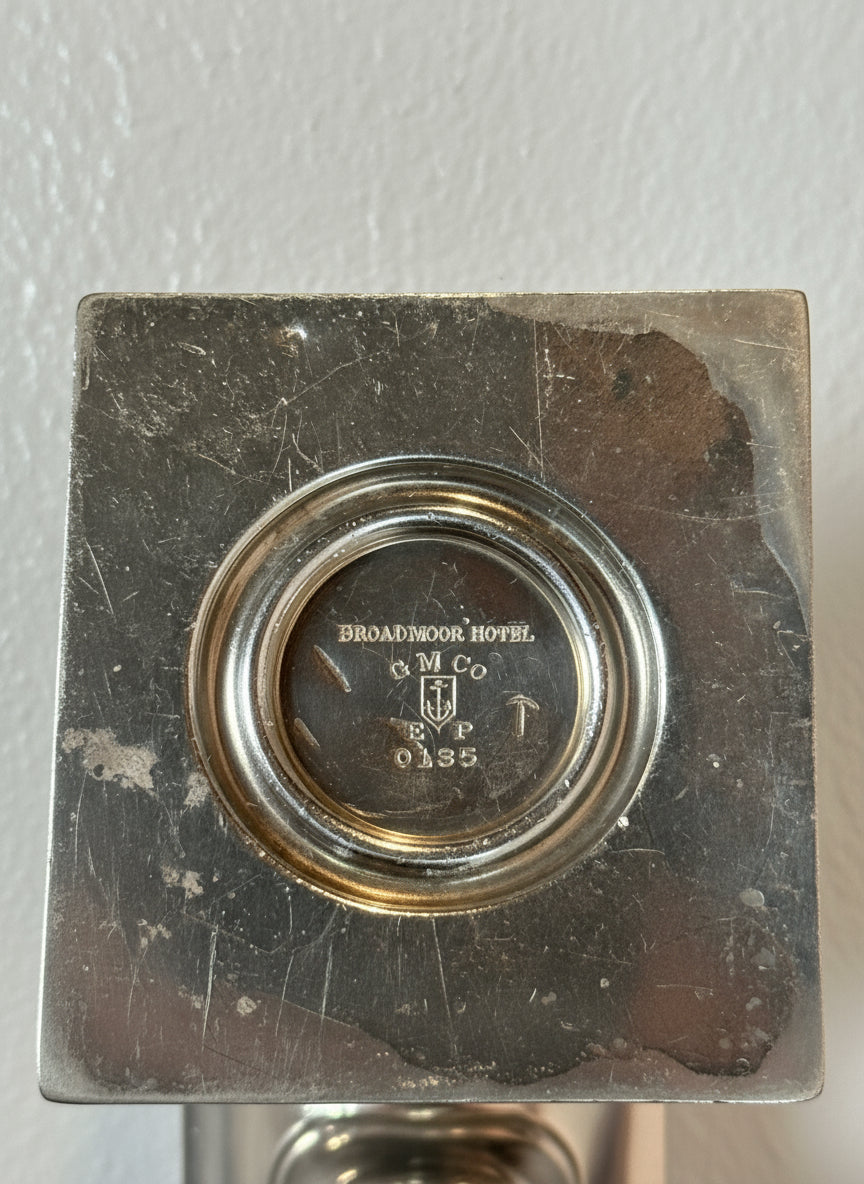 BROADMOOR HOTEL
G M Co
E P
0135